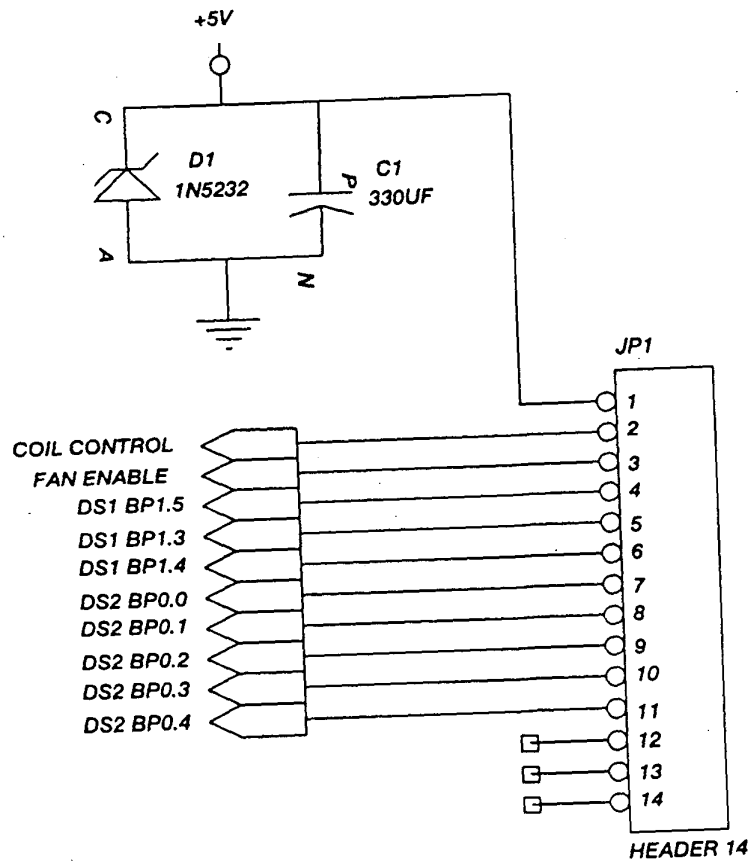 +5V
C
D1
1N5232
P
C1
330UF
A
N
JP1
1
COIL CONTROL
2
FAN ENABLE
3
DS1 BP1.5
4
DS1 BP1.3
5
DS1 BP1.4
6
DS2 BP0.0
7
DS2 BP0.1
8
DS2 BP0.2
9
DS2 BP0.3
10
DS2 BP0.4
11
12
13
14
HEADER 14